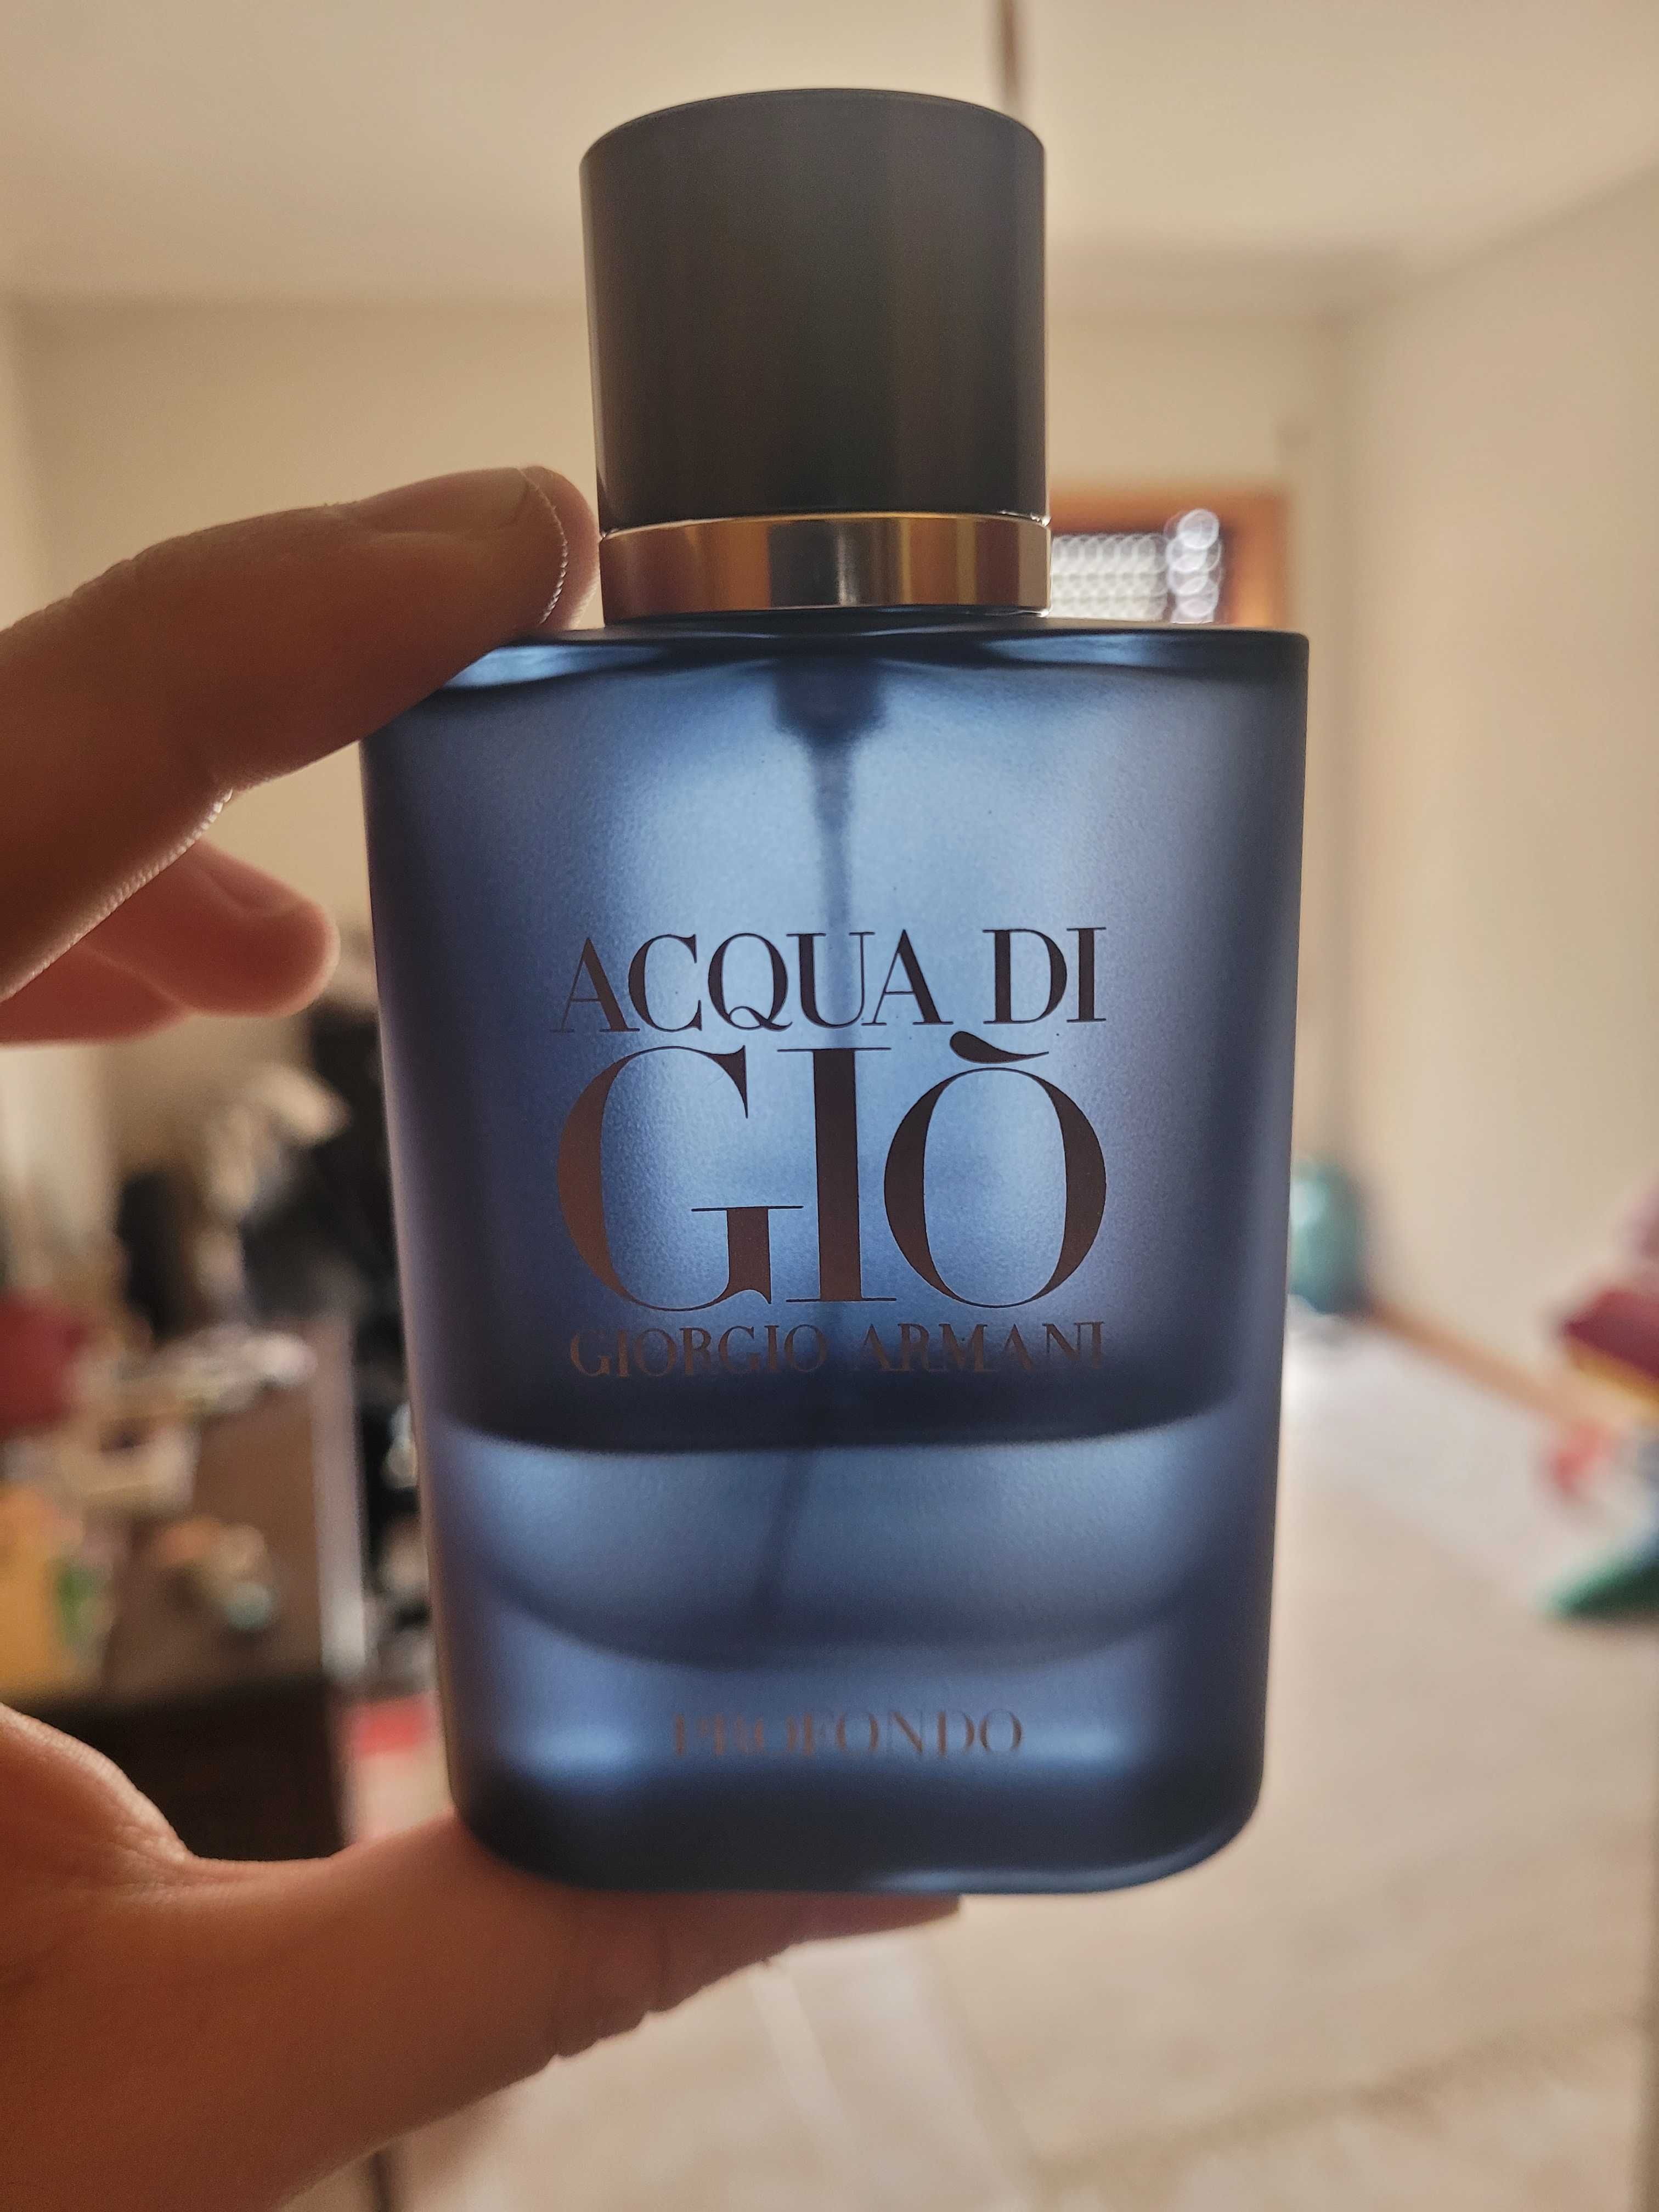 ACQUA DI
GIÒ
GIORGIO ARMANI
PROFONDO